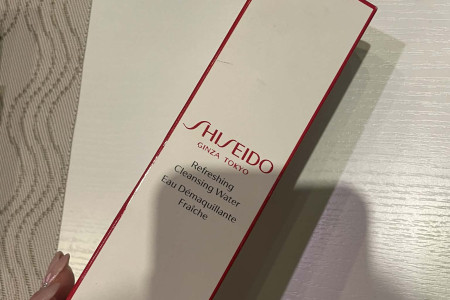 SHISEIDO
GINZA TOKYO
Refreshing
Cleansing Water
Eau Démaquillante
Fraîche